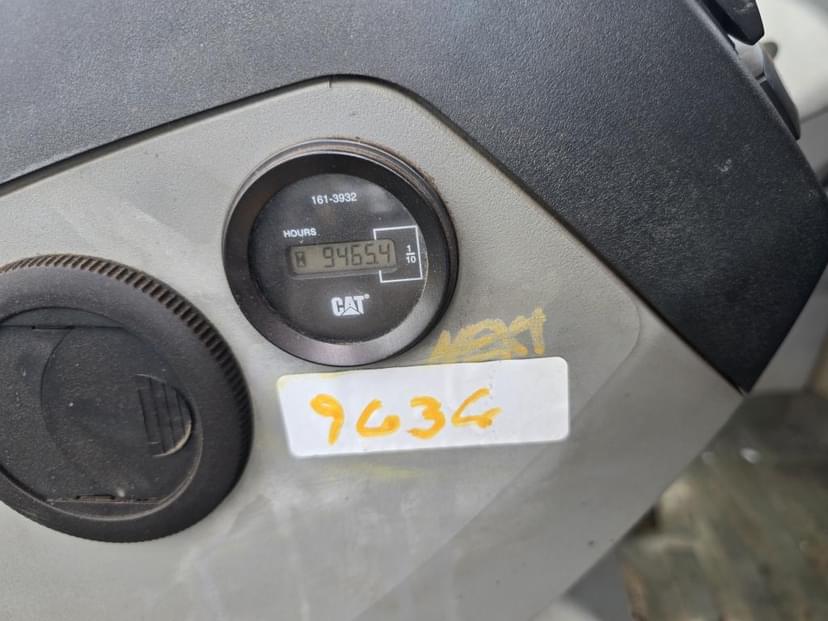 161-3932
HOURS
9465.4
1/10
CAT®
NEXT
9636